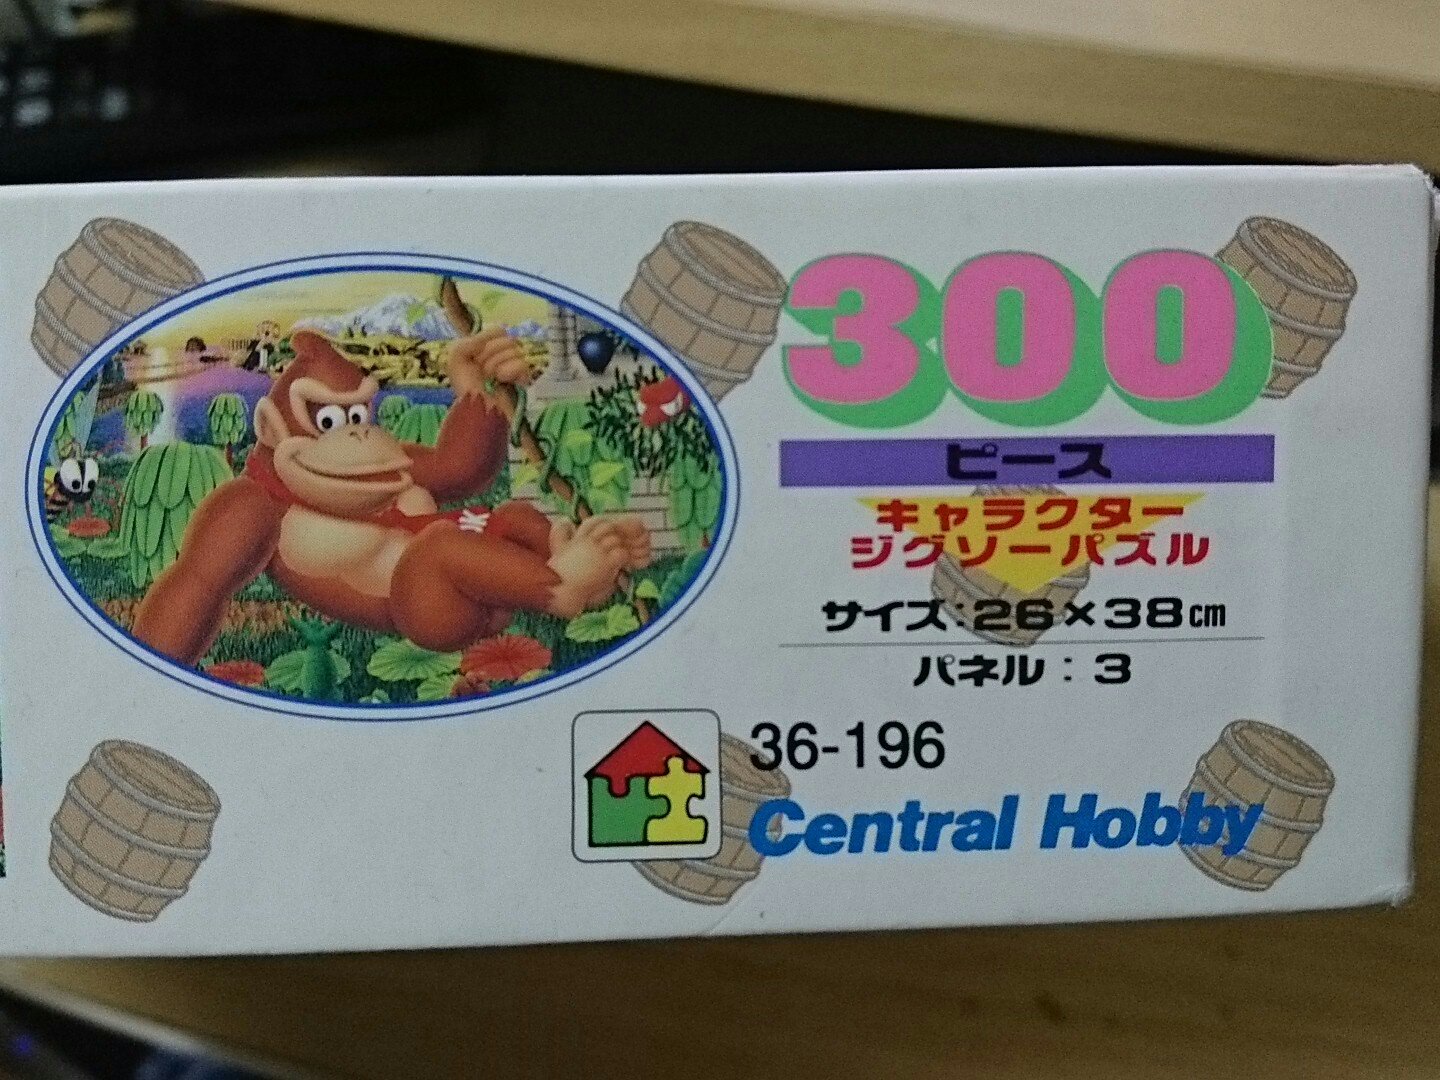 300
ピース
キャラクター
ジグソーパズル
サイズ:26×38cm
パネル:3
36-196
Central Hobby
DK